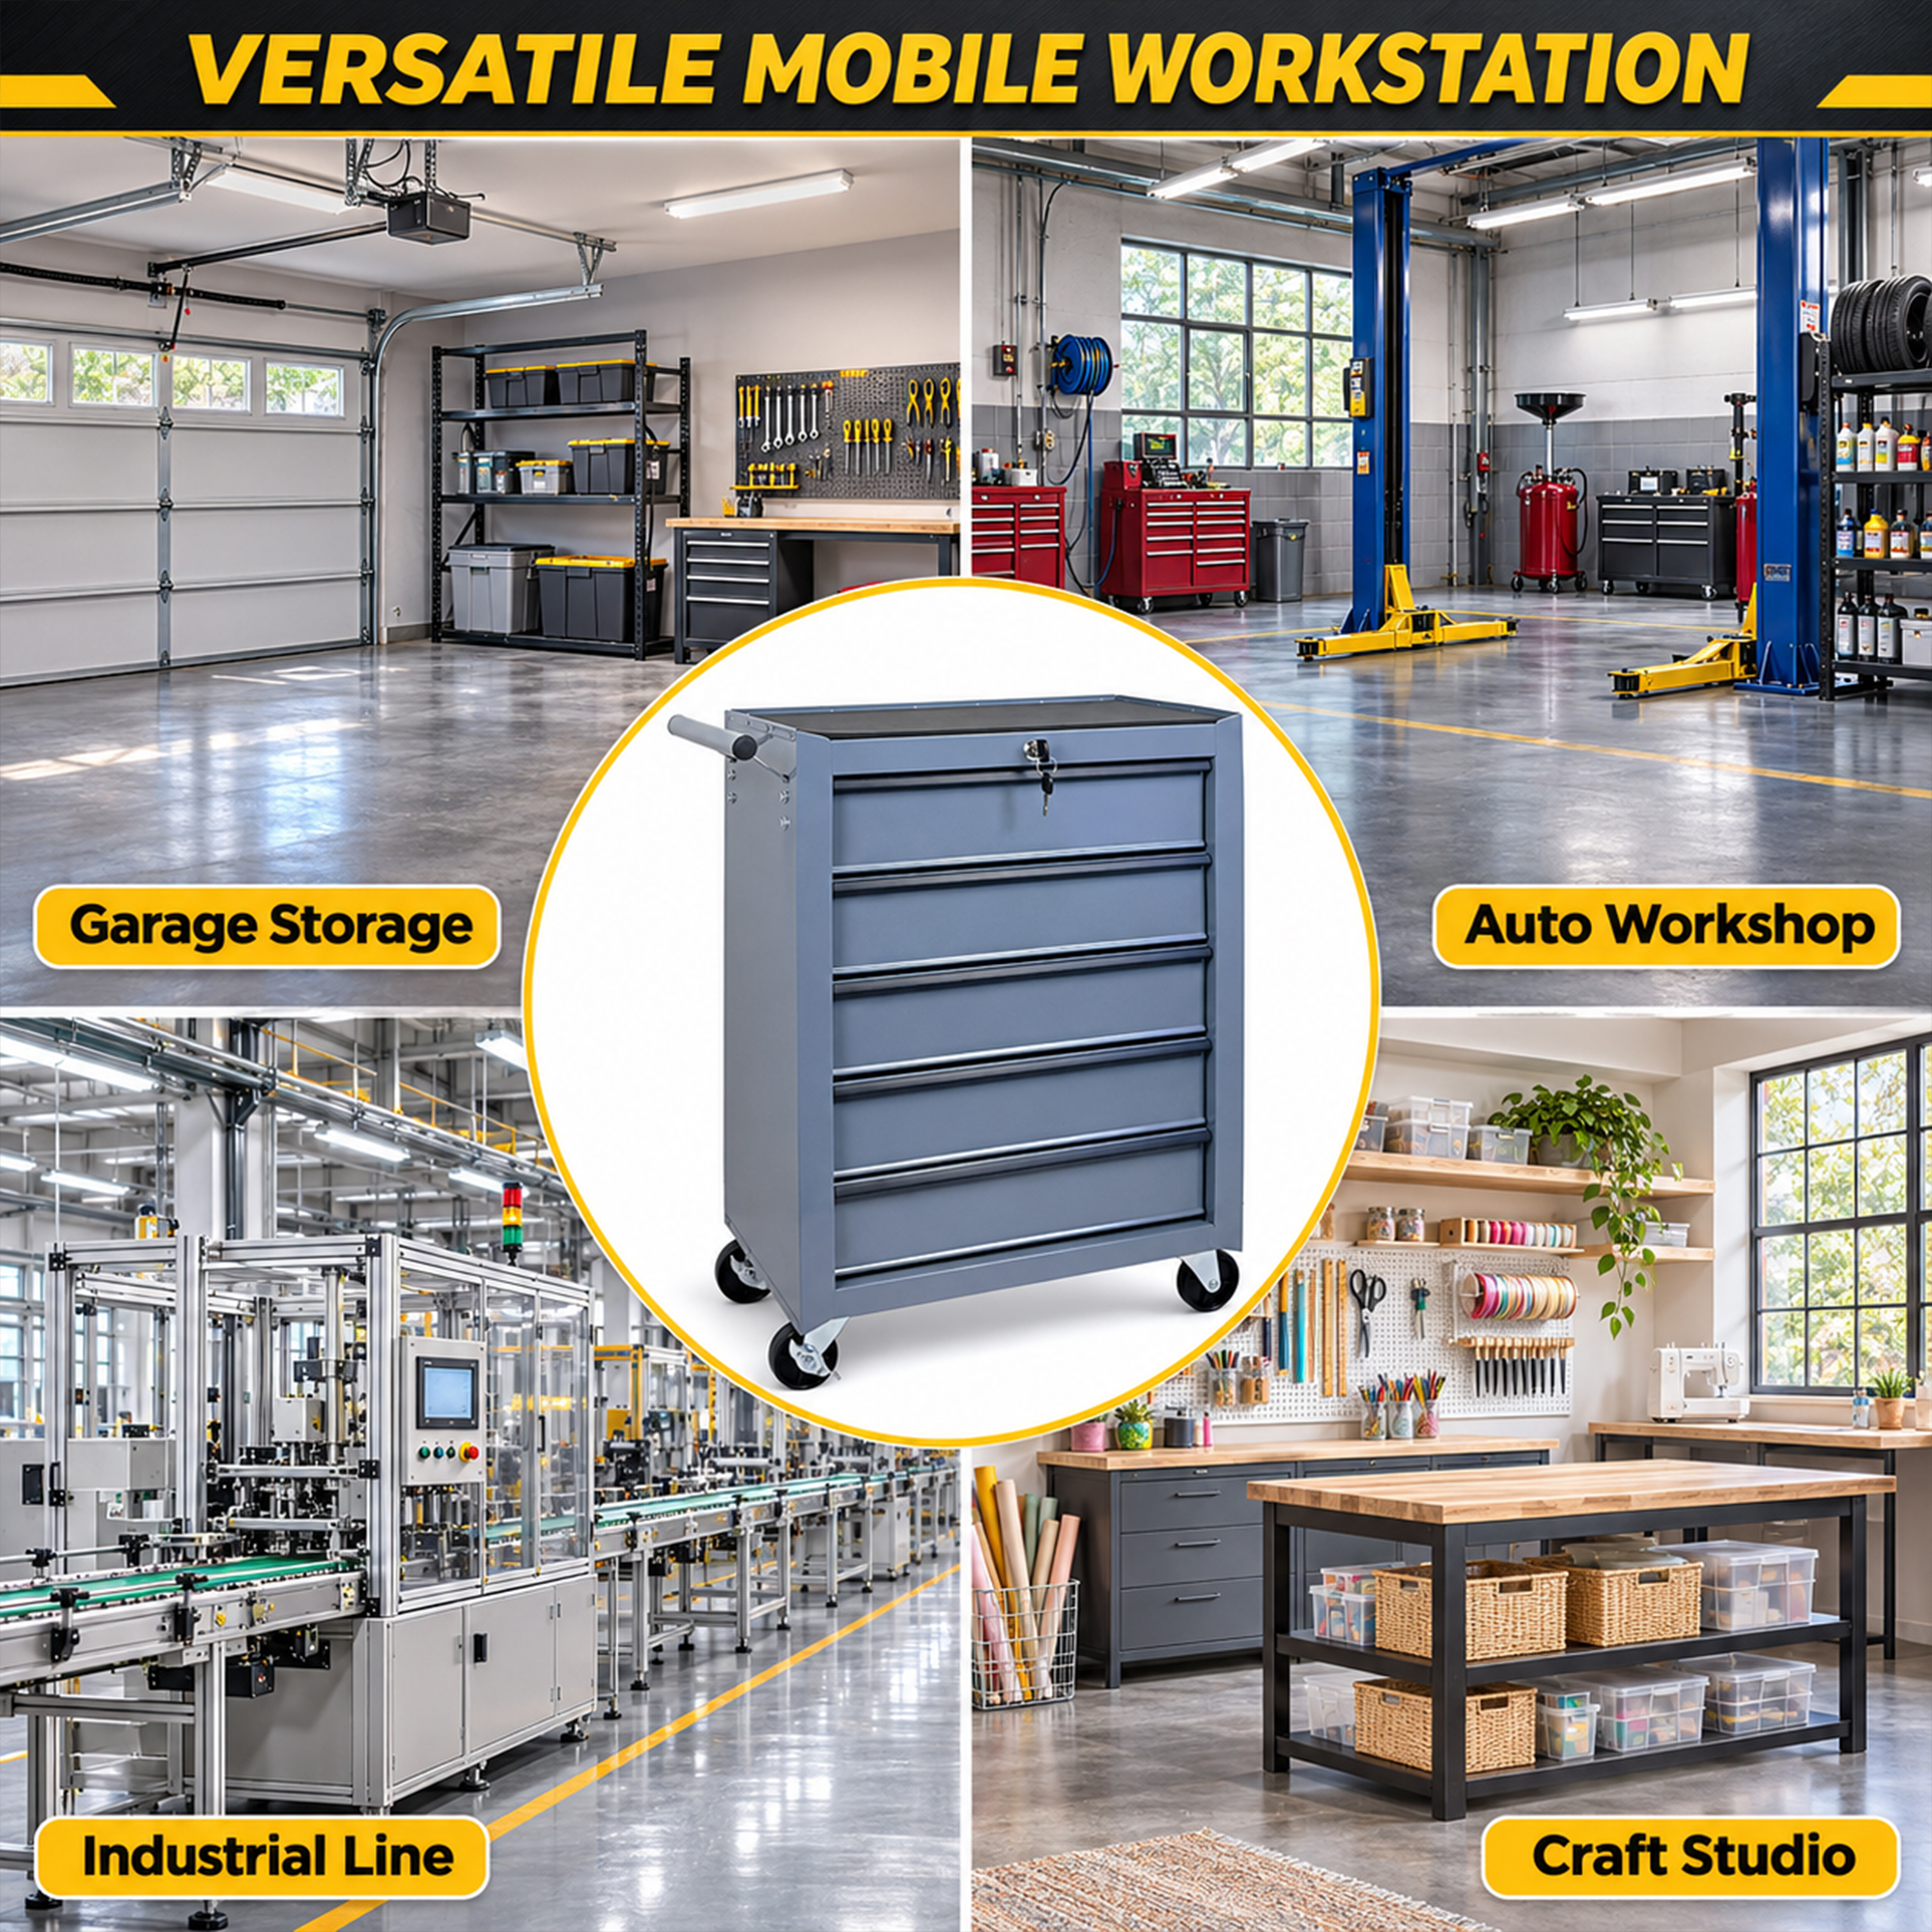 VERSATILE MOBILE WORKSTATION
Garage Storage
Auto Workshop
Industrial Line
Craft Studio